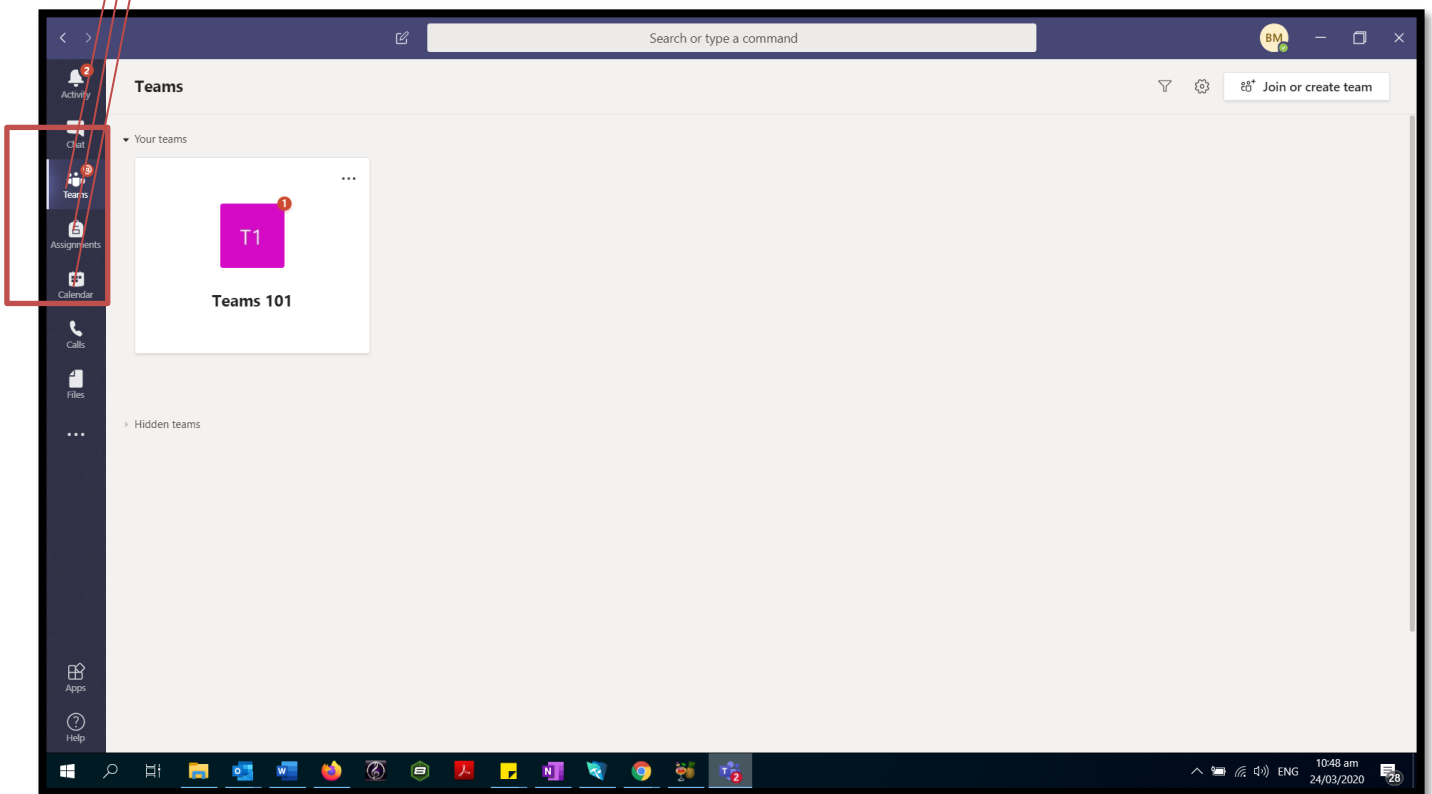 Search or type a command
BM
2
Activity
Teams
Join or create team
Chat
Your teams
Teams
1
T1
Assignments
Calendar
Teams 101
Calls
Files
Hidden teams
Apps
Help
2
ENG
10:48 am
24/03/2020
28